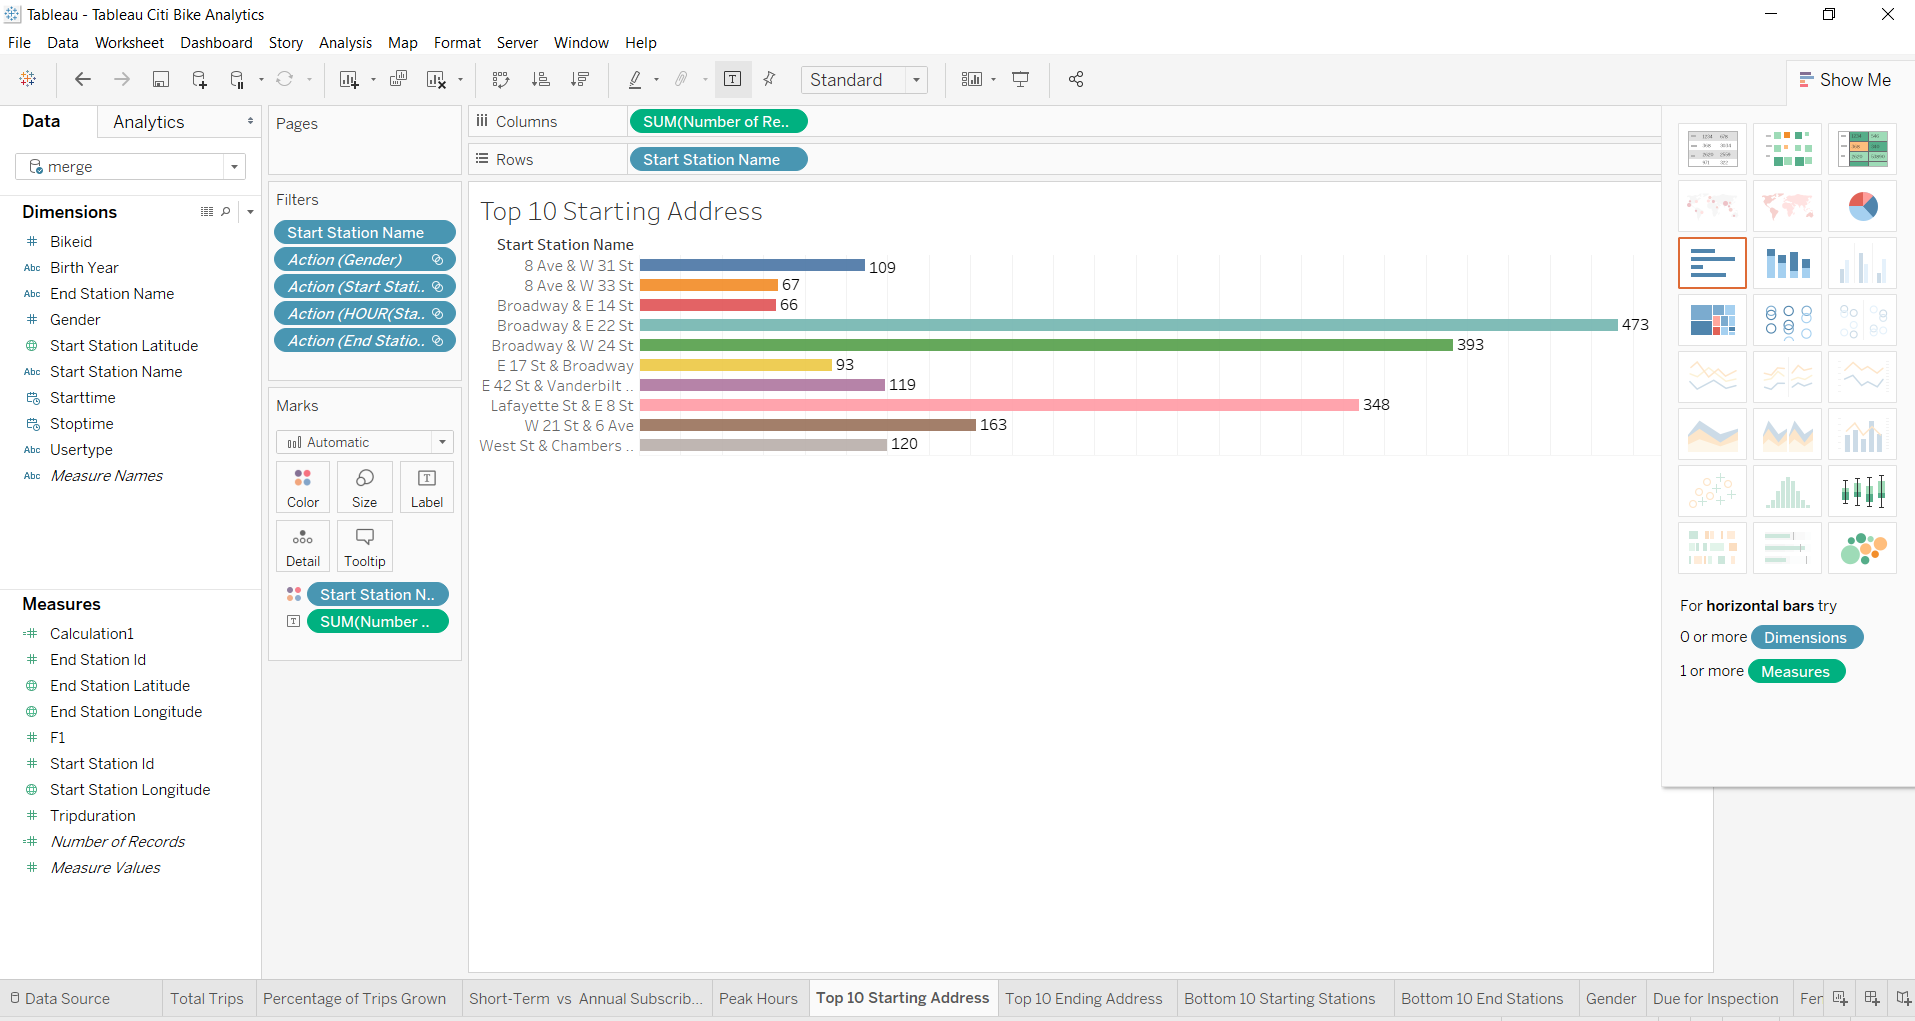 Tableau - Tableau Citi Bike Analytics
File Data Worksheet Dashboard Story Analysis Map Format Server Window Help
Standard
Show Me
Data
Analytics
merge
Dimensions
# Bikeid
Abc Birth Year
Abc End Station Name
# Gender
Start Station Latitude
Abc Start Station Name
Starttime
Stoptime
Abc Usertype
Abc Measure Names
Measures
=# Calculation1
# End Station Id
End Station Latitude
End Station Longitude
# F1
# Start Station Id
Start Station Longitude
# Tripduration
=# Number of Records
# Measure Values
Pages
Filters
Start Station Name
Action (Gender)
Action (Start Stati..
Action (HOUR(Sta..
Action (End Statio..
Marks
Automatic
Color
Size
T
Label
Detail
Tooltip
Start Station N..
T SUM(Number ..
Columns
SUM(Number of Re..
Rows
Start Station Name
Top 10 Starting Address
Start Station Name
8 Ave & W 31 St 109
8 Ave & W 33 St 67
Broadway & E 14 St 66
Broadway & E 22 St 473
Broadway & W 24 St 393
E 17 St & Broadway 93
E 42 St & Vanderbilt .. 119
Lafayette St & E 8 St 348
W 21 St & 6 Ave 163
West St & Chambers .. 120
For horizontal bars try
0 or more Dimensions
1 or more Measures
Data Source
Total Trips
Percentage of Trips Grown
Short-Term vs Annual Subscrib...
Peak Hours
Top 10 Starting Address
Top 10 Ending Address
Bottom 10 Starting Stations
Bottom 10 End Stations
Gender
Due for Inspection
Fer